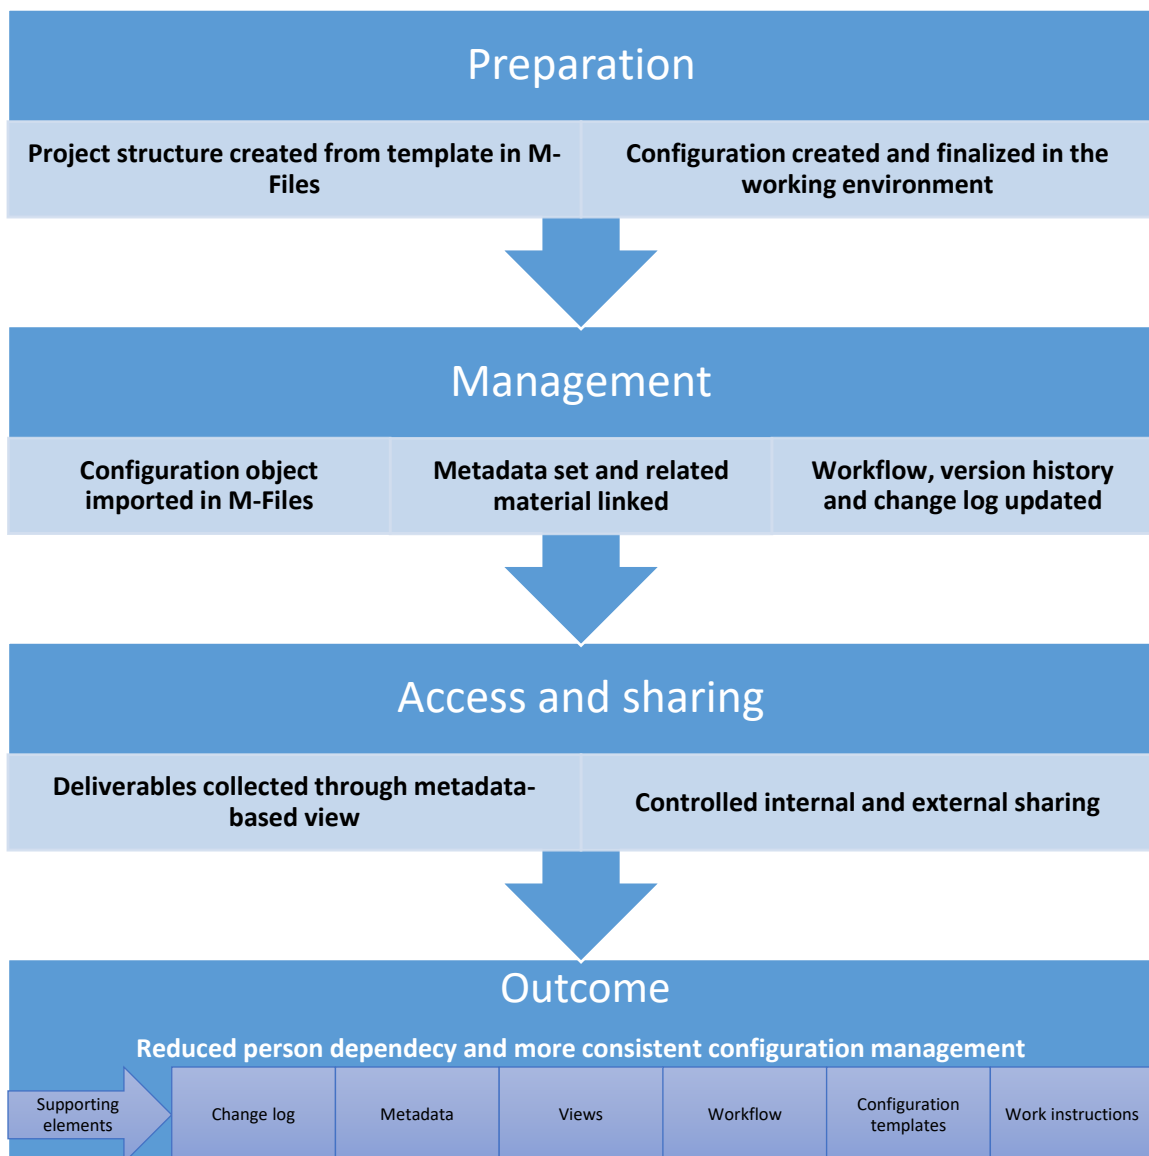 Preparation
Project structure created from template in M-
Files
Configuration created and finalized in the
working environment
Management
Configuration object
imported in M-Files
Metadata set and related
material linked
Workflow, version history
and change log updated
Access and sharing
Deliverables collected through metadata-
based view
Controlled internal and external sharing
Outcome
Reduced person dependecy and more consistent configuration management
Supporting
elements
Change log
Metadata
Views
Workflow
Configuration
templates
Work instructions